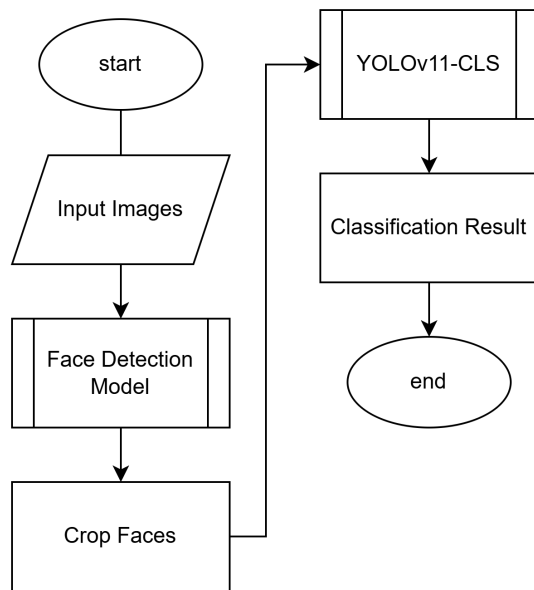 start
Input Images
Face Detection
Model
Crop Faces
YOLOv11-CLS
Classification Result
end